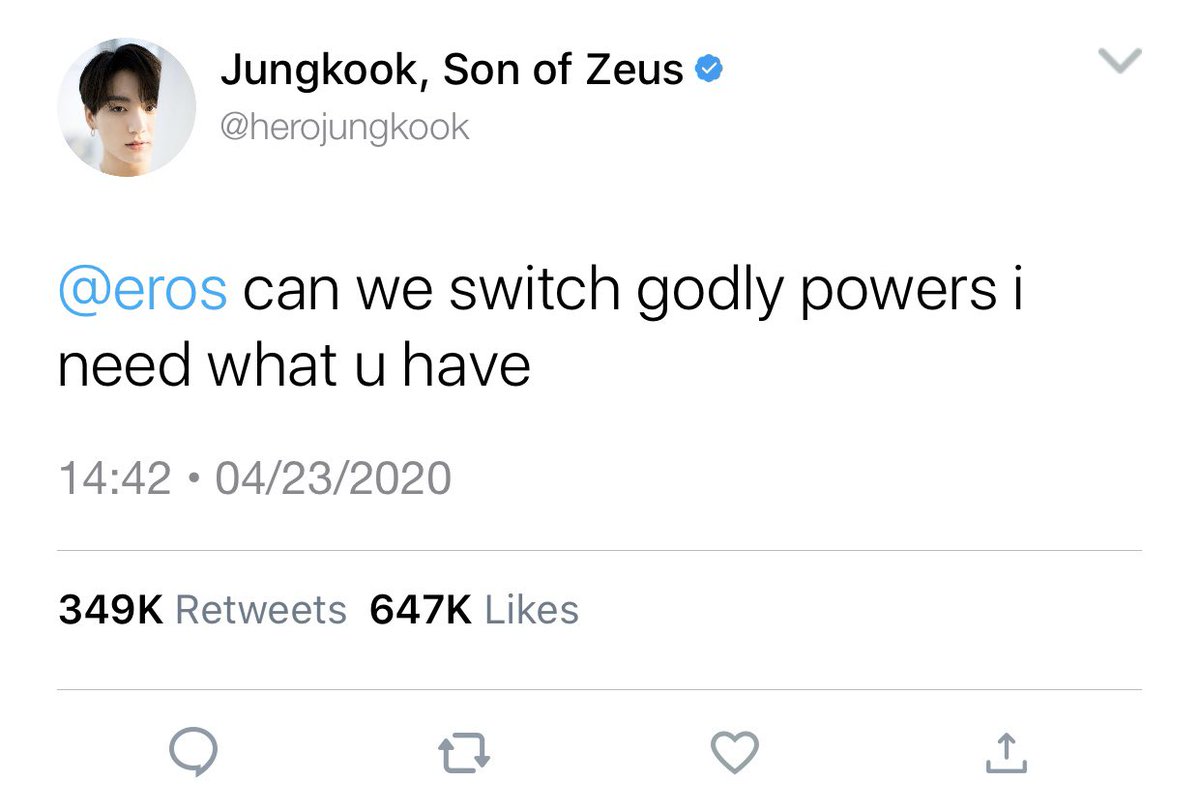 Jungkook, Son of Zeus
@herojungkook
@eros can we switch godly powers i
need what u have
14:42 • 04/23/2020
349K Retweets 647K Likes